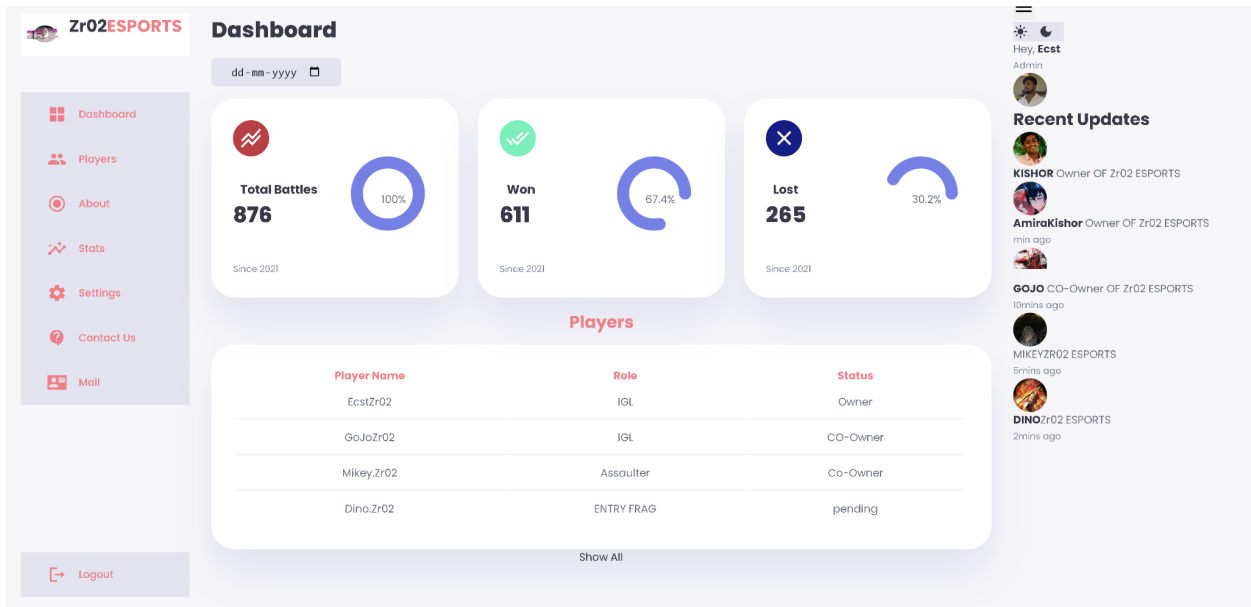 Zr02ESPORTS
Dashboard
Players
About
Stats
Settings
Contact Us
Mail
Logout
Dashboard
dd-mm-yyyy
Total Battles
876
100%
Since 2021
Won
611
67.4%
Since 2021
Lost
265
30.2%
Since 2021
Players
Player Name Role Status
EcstZr02 IGL Owner
GoJoZr02 IGL CO-Owner
Mikey.Zr02 Assaulter Co-Owner
Dino.Zr02 ENTRY FRAG pending
Show All
Hey, Ecst
Admin
Recent Updates
KISHOR Owner OF Zr02 ESPORTS
AmiraKishor Owner OF Zr02 ESPORTS
min ago
GOJO CO-Owner OF Zr02 ESPORTS
10mins ago
MIKEYZR02 ESPORTS
5mins ago
DINOZr02 ESPORTS
2mins ago